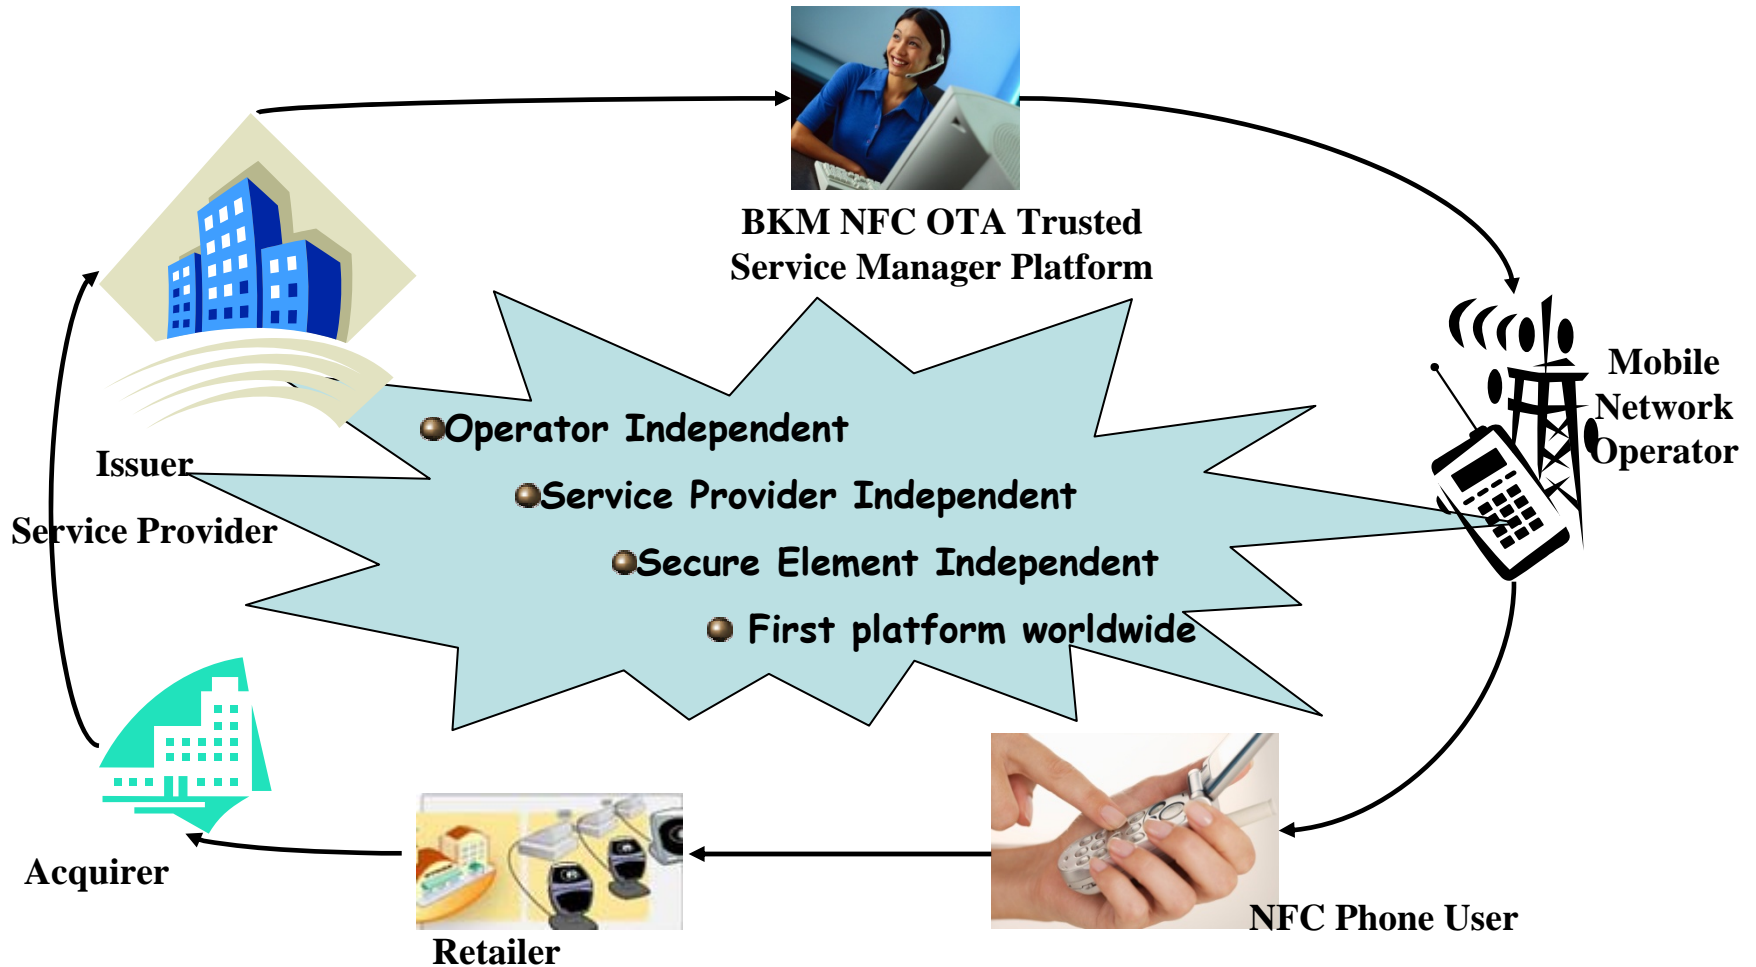 BKM NFC OTA Trusted
Service Manager Platform
Mobile
Network
Operator
Operator Independent
Service Provider Independent
Secure Element Independent
First platform worldwide
Issuer
Service Provider
Acquirer
Retailer
NFC Phone User